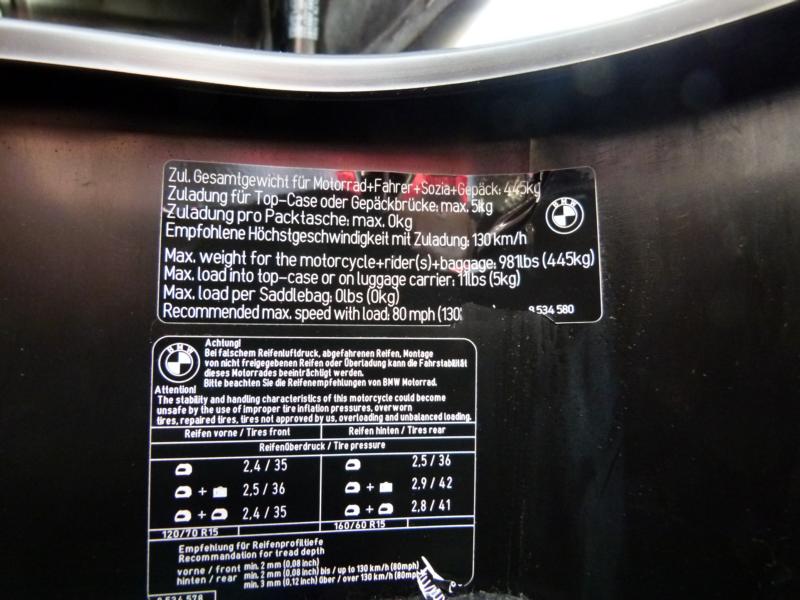 Zul. Gesamtgewicht für Motorrad+Fahrer+Sozia+Gepäck: 445kg
Zuladung für Top-Case oder Gepäckbrücke: max. 5kg
Zuladung pro Packtasche: max. 0kg
Empfohlene Höchstgeschwindigkeit mit Zuladung: 130 km/h
BMW
Max. weight for the motorcycle+rider(s)+baggage: 981lbs (445kg)
Max. load into top-case or on luggage carrier: 11lbs (5kg)
Max. load per Saddlebag: 0lbs (0kg)
Recommended max. speed with load: 80 mph (130
8 534 580
BMW
Achtung!
Bei falschem Reifenluftdruck, abgefahrenen Reifen, Montage
von nicht freigegebenen Reifen oder Überladung kann die Fahrstabilität
dieses Motorrades beeinträchtigt werden.
Bitte beachten Sie die Reifenempfehlungen von BMW Motorrad.
Attention!
The stability and handling characteristics of this motorcycle could become
unsafe by the use of improper tire inflation pressures, overworn
tires, repaired tires, tires not approved by us, overloading and unbalanced loading.
Reifen vorne / Tires front Reifen hinten / Tires rear
Reifenüberdruck / Tire pressure
2,4 / 35 2,5 / 36
+ 2,5 / 36 + 2,9 / 42
+ 2,4 / 35 + 2,8 / 41
120/70 R15 160/60 R15
Empfehlung für Reifenprofiltiefe
Recommendation for tread depth
vorne / front min. 2 mm (0,08 inch)
hinten / rear min. 2 mm (0,08 inch) bis / up to 130 km/h (80mph)
min. 3 mm (0,12 inch) über / over 130 km/h (80mph)
8 534 578